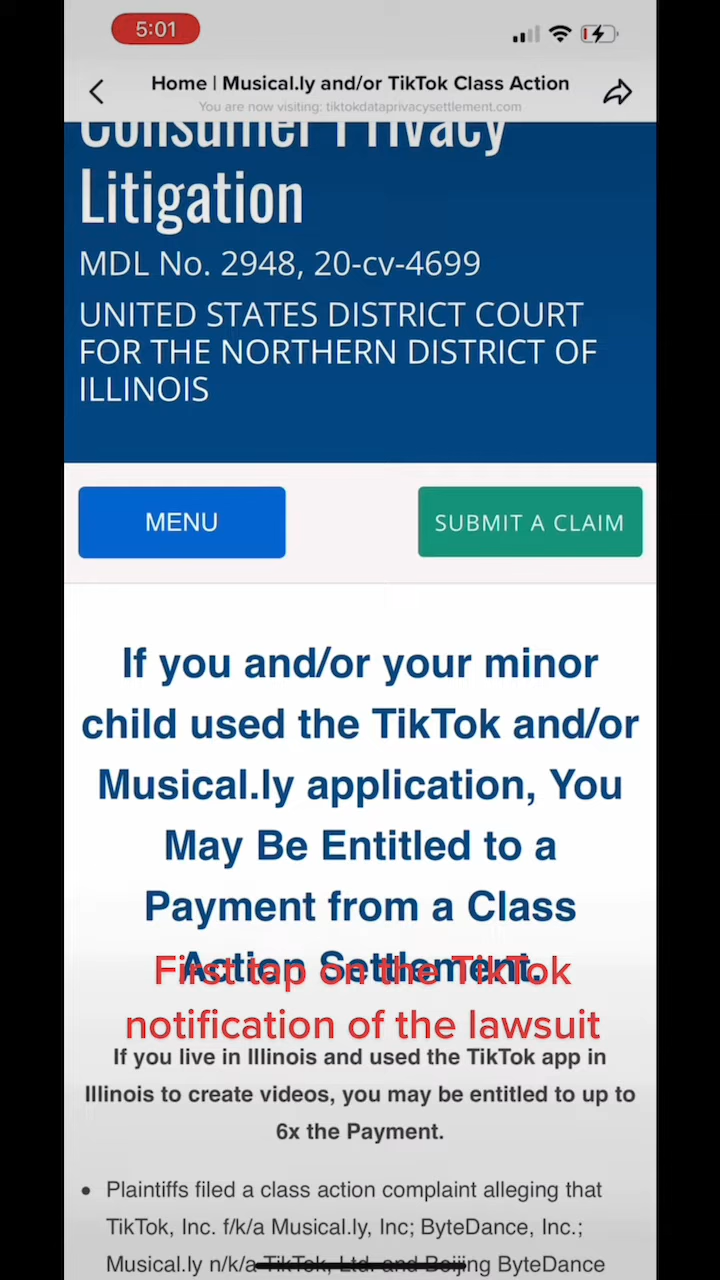 5:01
Home | Musical.ly and/or TikTok Class Action
You are now visiting: tiktokdataprivacysettlement.com
Consumer Privacy
Litigation
MDL No. 2948, 20-cv-4699
UNITED STATES DISTRICT COURT
FOR THE NORTHERN DISTRICT OF
ILLINOIS
MENU
SUBMIT A CLAIM
If you and/or your minor
child used the TikTok and/or
Musical.ly application, You
May Be Entitled to a
Payment from a Class
Action Settlement.
First tap on the TikTok
notification of the lawsuit
If you live in Illinois and used the TikTok app in
Illinois to create videos, you may be entitled to up to
6x the Payment.
• Plaintiffs filed a class action complaint alleging that
TikTok, Inc. f/k/a Musical.ly, Inc; ByteDance, Inc.;
Musical.ly n/k/a TikTok, Ltd. and Beijing ByteDance